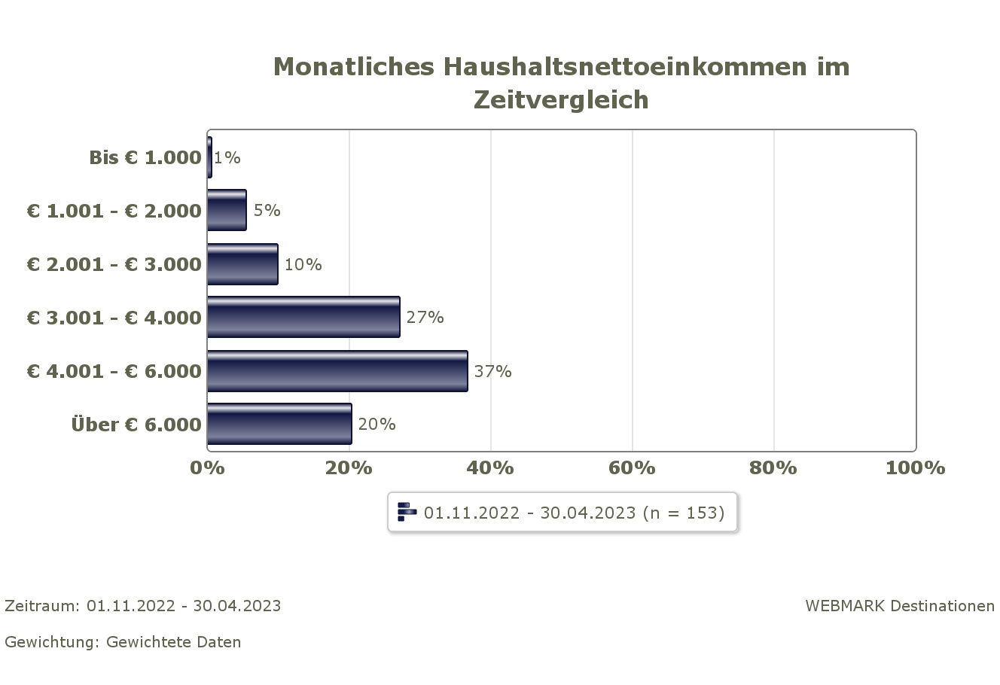 Monatliches Haushaltsnettoeinkommen im
Zeitvergleich
Bis € 1.000 1%
€ 1.001 - € 2.000 5%
€ 2.001 - € 3.000 10%
€ 3.001 - € 4.000 27%
€ 4.001 - € 6.000 37%
Über € 6.000 20%
0% 20% 40% 60% 80% 100%
01.11.2022 - 30.04.2023 (n = 153)
Zeitraum: 01.11.2022 - 30.04.2023 WEBMARK Destinationen
Gewichtung: Gewichtete Daten